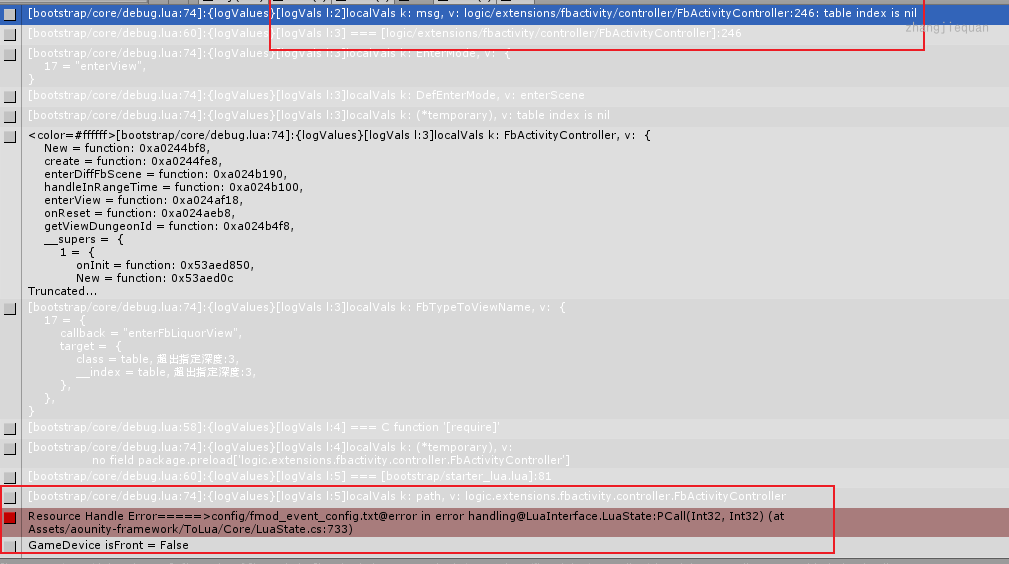 [bootstrap/core/debug.lua:74]:{logValues}[logVals l:2]localVals k: msg, v: logic/extensions/fbactivity/controller/FbActivityController:246: table index is nil
[bootstrap/core/debug.lua:60]:{logValues}[logVals l:3] === [logic/extensions/fbactivity/controller/FbActivityController]:246
zhangjiequan
[bootstrap/core/debug.lua:74]:{logValues}[logVals l:3]localVals k: EnterMode, v:  {
17 = "enterView",
}
[bootstrap/core/debug.lua:74]:{logValues}[logVals l:3]localVals k: DefEnterMode, v: enterScene
[bootstrap/core/debug.lua:74]:{logValues}[logVals l:3]localVals k: (*temporary), v: table index is nil
<color=#ffffff>[bootstrap/core/debug.lua:74]:{logValues}[logVals l:3]localVals k: FbActivityController, v:  {
New = function: 0xa0244bf8,
create = function: 0xa0244fe8,
enterDiffFbScene = function: 0xa024b190,
handleInRangeTime = function: 0xa024b100,
enterView = function: 0xa024af18,
onReset = function: 0xa024aeb8,
getViewDungeonId = function: 0xa024b4f8,
__supers =  {
1 =  {
onInit = function: 0x53aed850,
New = function: 0x53aed0c
Truncated...
[bootstrap/core/debug.lua:74]:{logValues}[logVals l:3]localVals k: FbTypeToViewName, v:  {
17 =  {
callback = "enterFbLiquorView",
target =  {
class = table, 超出指定深度:3,
__index = table, 超出指定深度:3,
},
},
}
[bootstrap/core/debug.lua:58]:{logValues}[logVals l:4] === C function '[require]'
[bootstrap/core/debug.lua:74]:{logValues}[logVals l:4]localVals k: (*temporary), v:
no field package.preload['logic.extensions.fbactivity.controller.FbActivityController']
[bootstrap/core/debug.lua:60]:{logValues}[logVals l:5] === [bootstrap/starter_lua.lua]:81
[bootstrap/core/debug.lua:74]:{logValues}[logVals l:5]localVals k: path, v: logic.extensions.fbactivity.controller.FbActivityController
Resource Handle Error=====>config/fmod_event_config.txt@error in error handling@LuaInterface.LuaState:PCall(Int32, Int32) (at
Assets/aounity-framework/ToLua/Core/LuaState.cs:733)
GameDevice isFront = False